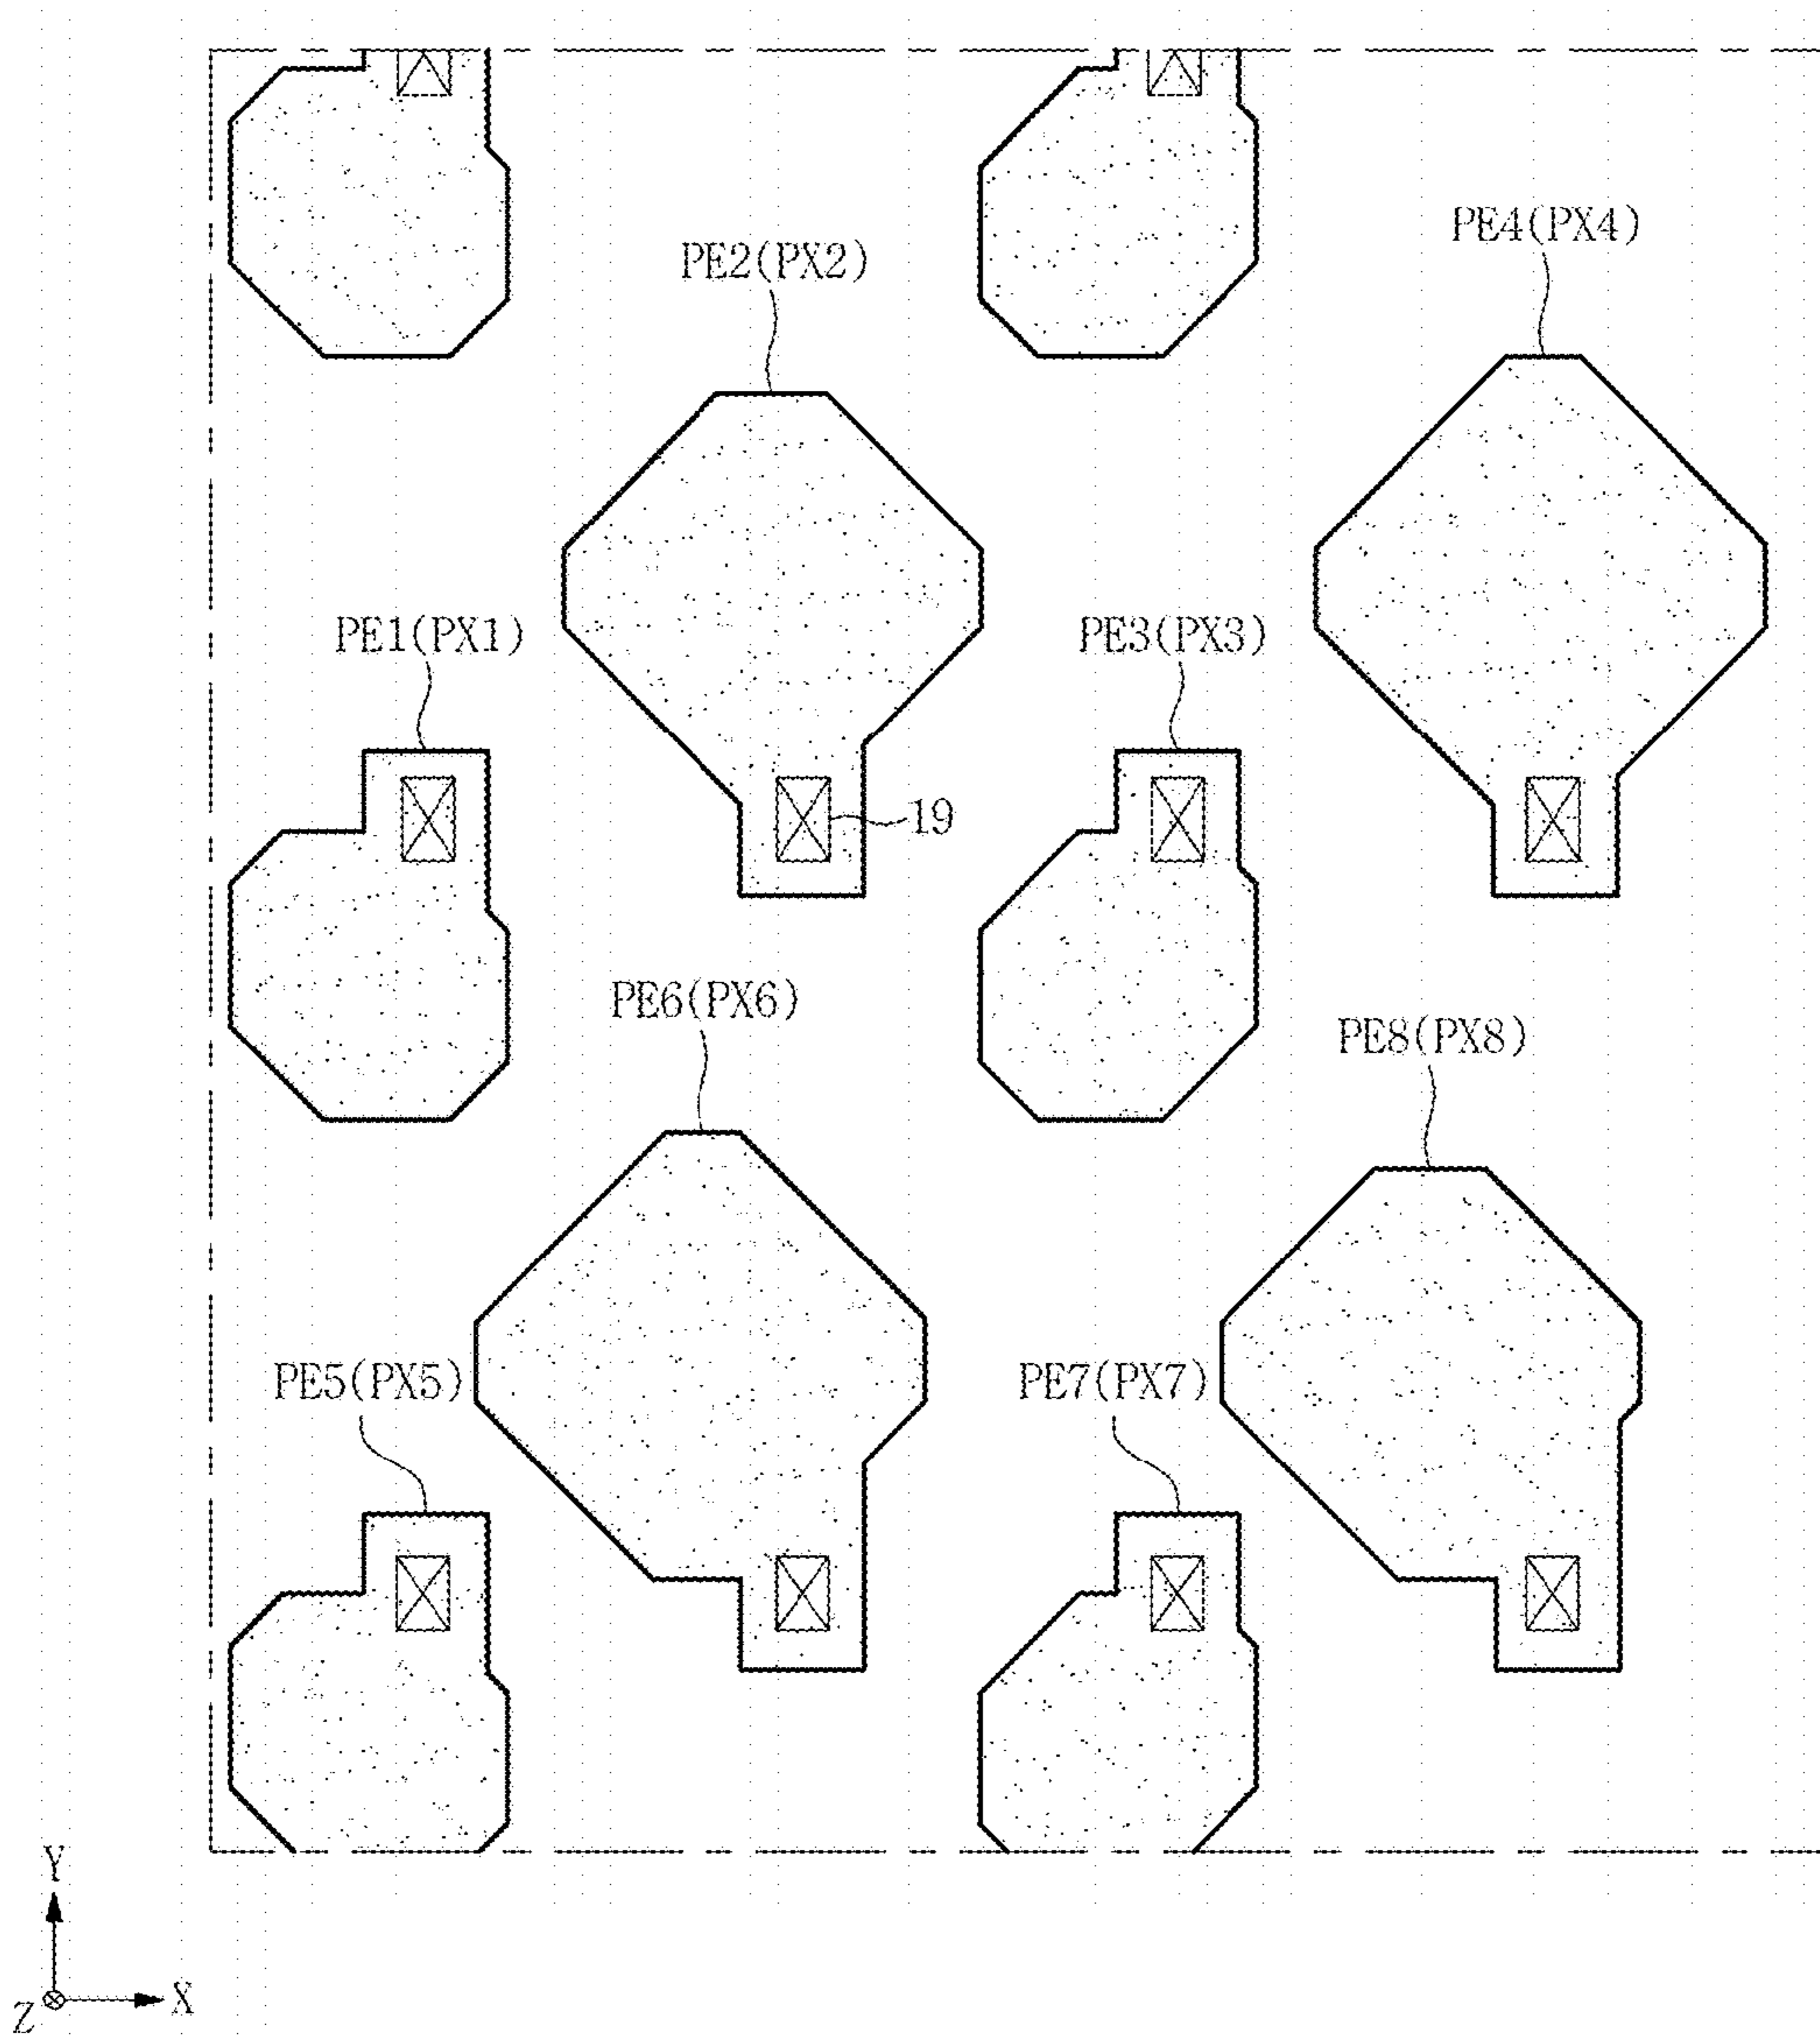 PE4(PX4)
PE2(PX2)
PE1(PX1)
PE3(PX3)
19
PE6(PX6)
PE8(PX8)
PE5(PX5)
PE7(PX7)
Y
X
Z